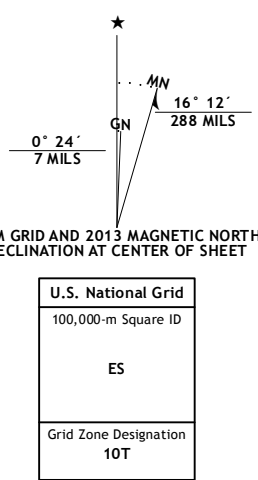 ★
MN
GN
16° 12´
288 MILS
0° 24´
7 MILS
M GRID AND 2013 MAGNETIC NORTH
ECLINATION AT CENTER OF SHEET
U.S. National Grid
100,000-m Square ID
ES
Grid Zone Designation
10T